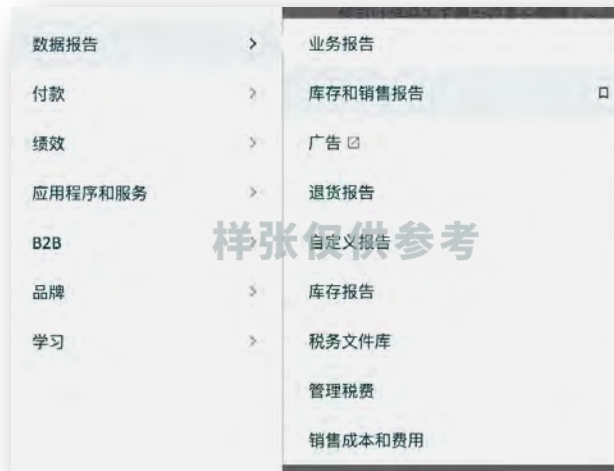 数据报告
付款
绩效
应用程序和服务
B2B
品牌
学习
业务报告
库存和销售报告
广告
退货报告
自定义报告
库存报告
税务文件库
管理税费
销售成本和费用
样张仅供参考